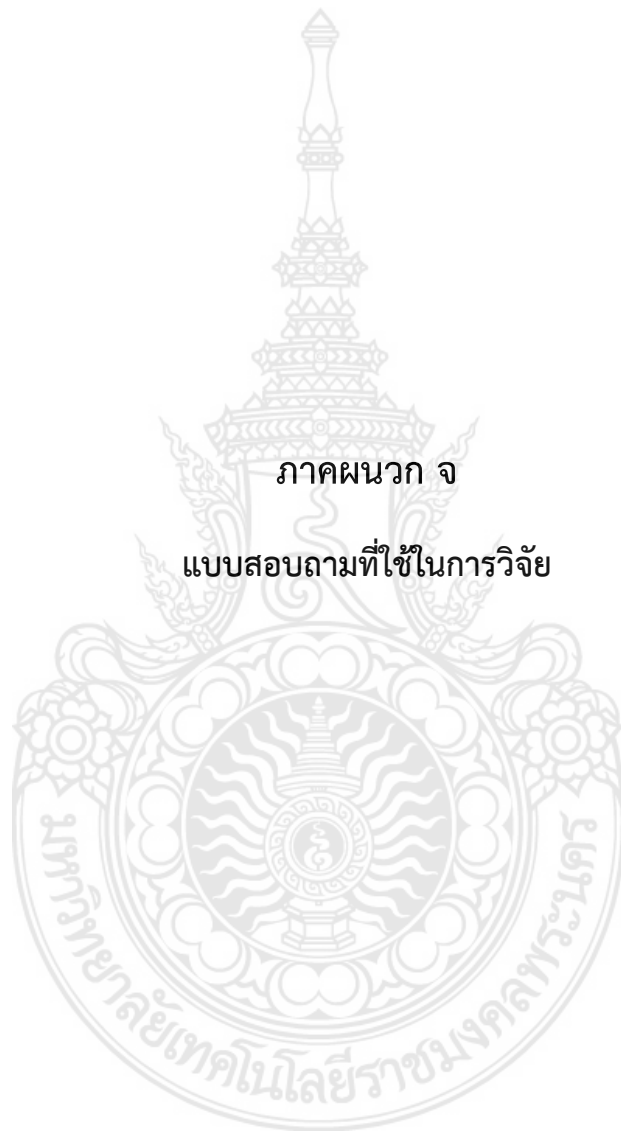 ภาคผนวก จ
แบบสอบถามที่ใช้ในการวิจัย
มหาวิทยาลัยเทคโนโลยีราชมงคลพระนคร